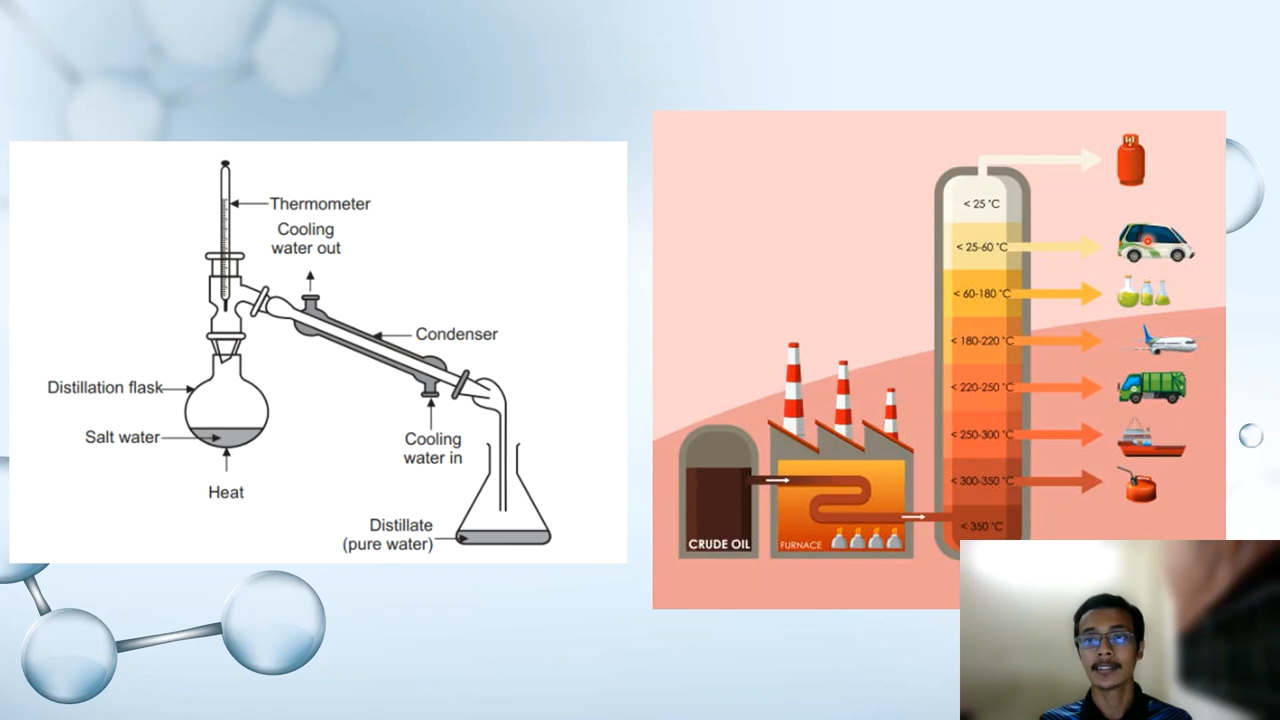 Thermometer
Cooling
water out
Condenser
Distillation flask
Salt water
Cooling
water in
Heat
Distillate
(pure water)
< 25 °C
< 25-60 °C
< 60-180 °C
< 180-220 °C
< 220-250 °C
< 250-300 °C
< 300-350 °C
< 350 °C
CRUDE OIL
FURNACE